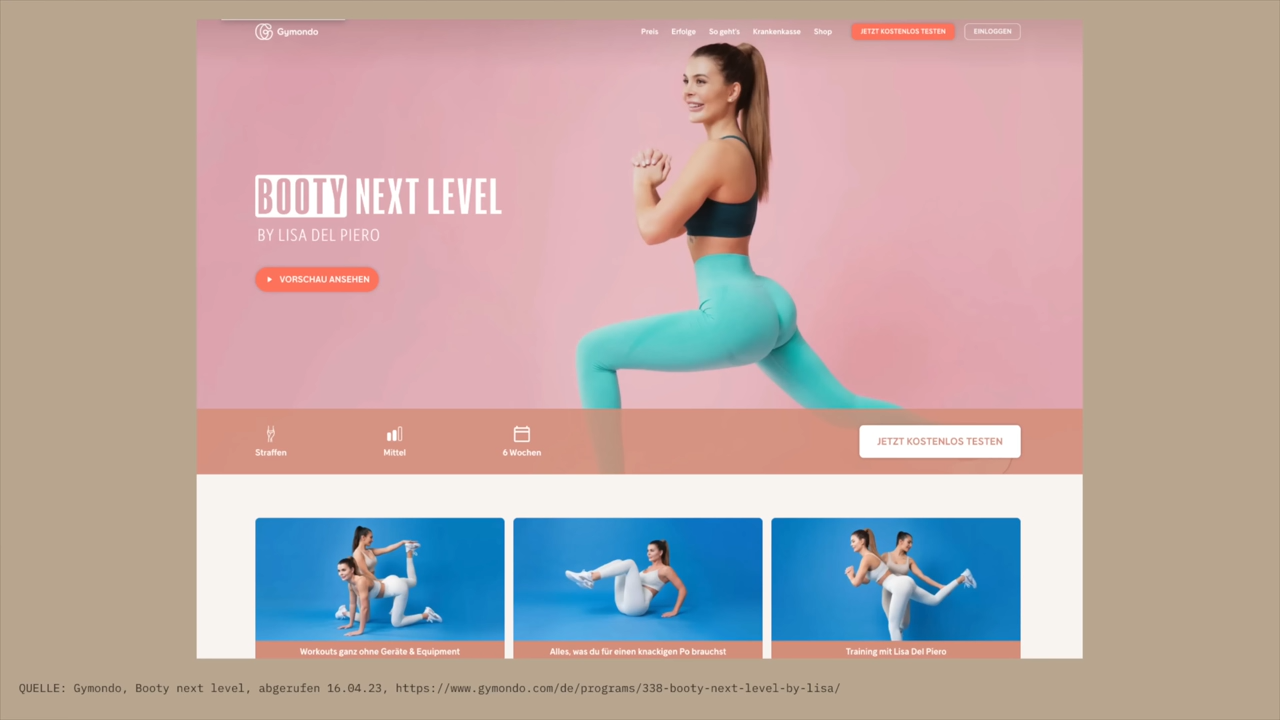 Gymondo
Preis Erfolge So geht's Krankenkasse Shop JETZT KOSTENLOS TESTEN EINLOGGEN
BOOTY NEXT LEVEL
BY LISA DEL PIERO
VORSCHAU ANSEHEN
Straffen Mittel 6 Wochen JETZT KOSTENLOS TESTEN
Workouts ganz ohne Geräte & Equipment Alles, was du für einen knackigen Po brauchst Training mit Lisa Del Piero
QUELLE: Gymondo, Booty next level, abgerufen 16.04.23, https://www.gymondo.com/de/programs/338-booty-next-level-by-lisa/